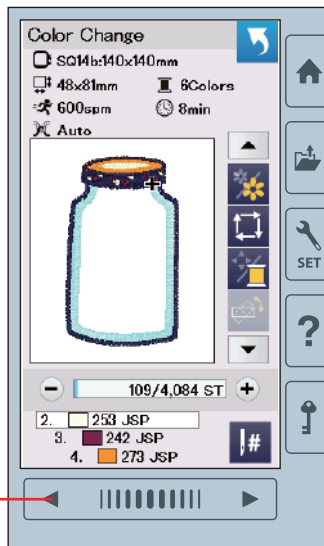 Color Change
SQ14b:140x140mm
48x81mm 6Colors
600spm 8min
Auto
109/4,084 ST
2. 253 JSP
3. 242 JSP
4. 273 JSP
#
SET
?